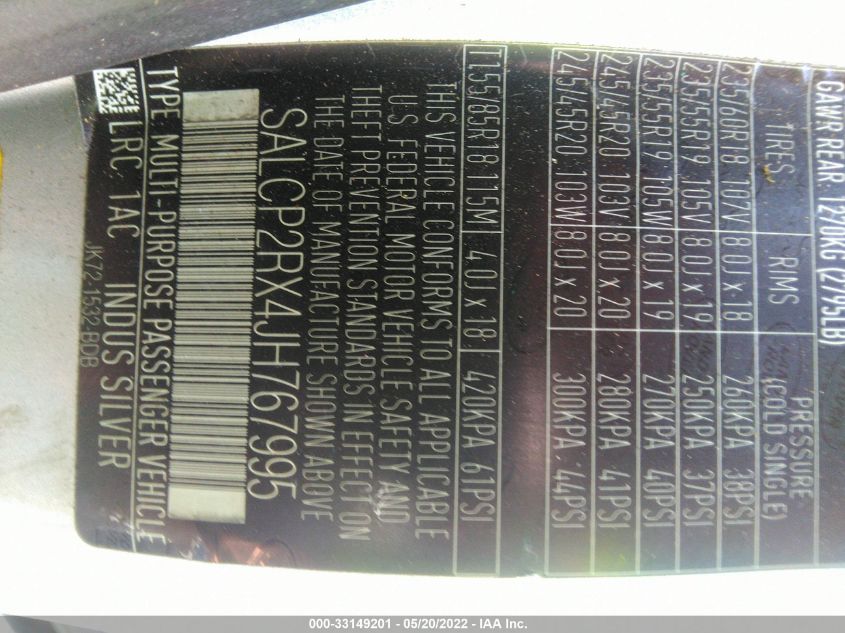 GAWR REAR: 1270KG (2795LB)
TIRES RIMS PRESSURE (COLD SINGLE)
235/60R18 107V 8.0J x 18 260KPA 38PSI
235/55R19 105V 8.0J x 19 250KPA 37PSI
235/55R19 105W 8.0J x 19 270KPA 40PSI
245/45R20 103V 8.0J x 20 280KPA 41PSI
245/45R20 103W 8.0J x 20 300KPA 44PSI
T155/85R18 115M 4.0J x 18 420KPA 61PSI
THIS VEHICLE CONFORMS TO ALL APPLICABLE
U.S. FEDERAL MOTOR VEHICLE SAFETY AND
THEFT PREVENTION STANDARDS IN EFFECT ON
THE DATE OF MANUFACTURE SHOWN ABOVE
SALCP2RX4JH767995
TYPE: MULTI-PURPOSE PASSENGER VEHICLE
LRC 1AC INDUS SILVER
JK72-1532-BDB
000-33149201 - 05/20/2022 - IAA Inc.